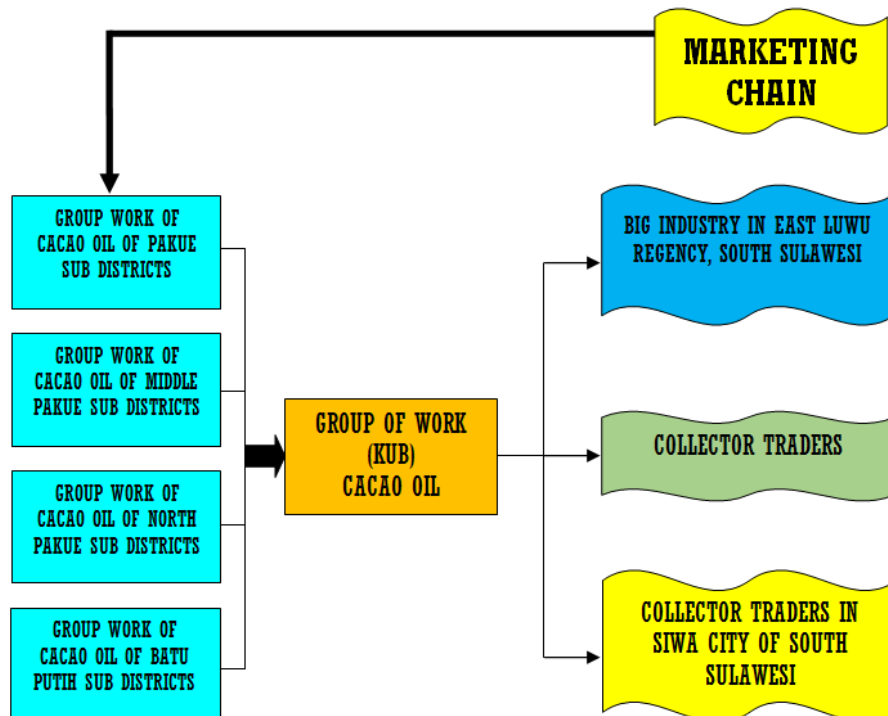 MARKETING
CHAIN
GROUP WORK OF
CACAO OIL OF PAKUE
SUB DISTRICTS
GROUP WORK OF
CACAO OIL OF MIDDLE
PAKUE SUB DISTRICTS
GROUP WORK OF
CACAO OIL OF NORTH
PAKUE SUB DISTRICTS
GROUP WORK OF
CACAO OIL OF BATU
PUTIH SUB DISTRICTS
GROUP OF WORK
(KUB)
CACAO OIL
BIG INDUSTRY IN EAST LUWU
REGENCY, SOUTH SULAWESI
COLLECTOR TRADERS
COLLECTOR TRADERS IN
SIWA CITY OF SOUTH
SULAWESI